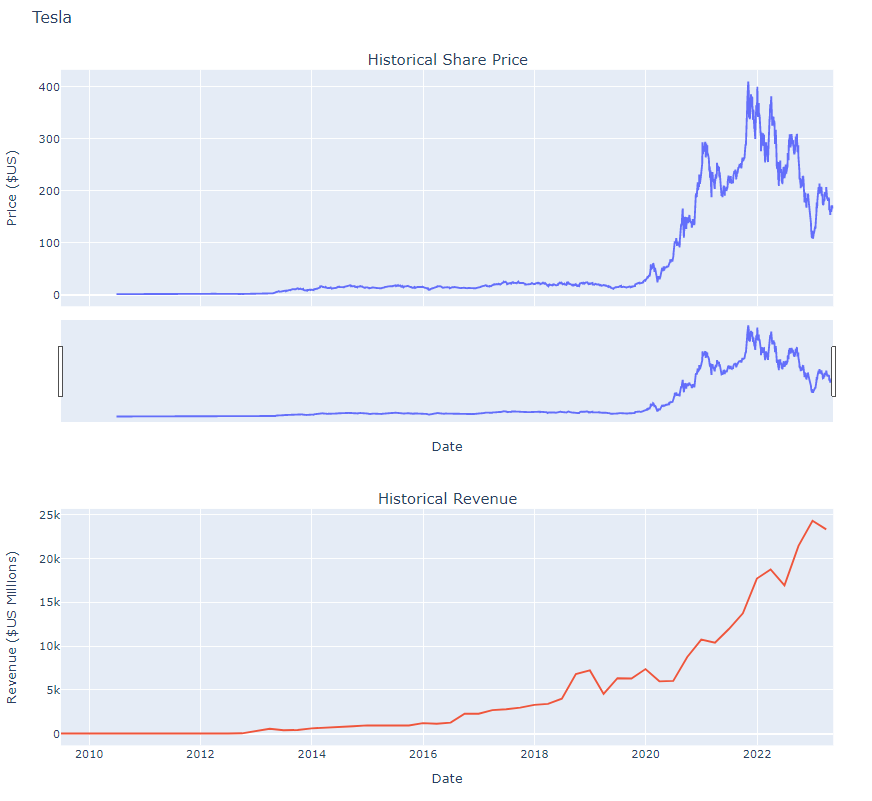 Tesla
Historical Share Price
Price ($US)
400
300
200
100
0
Date
Historical Revenue
Revenue ($US Millions)
25k
20k
15k
10k
5k
0
2010 2012 2014 2016 2018 2020 2022
Date